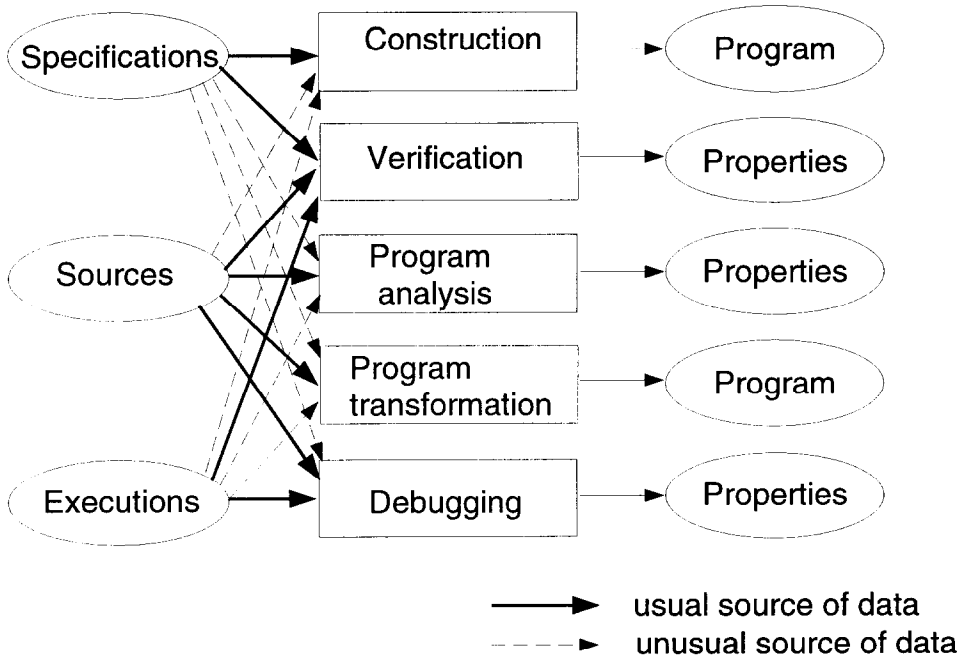 Specifications
Construction
Program
Verification
Properties
Sources
Program
analysis
Properties
Program
transformation
Program
Executions
Debugging
Properties
usual source of data
unusual source of data